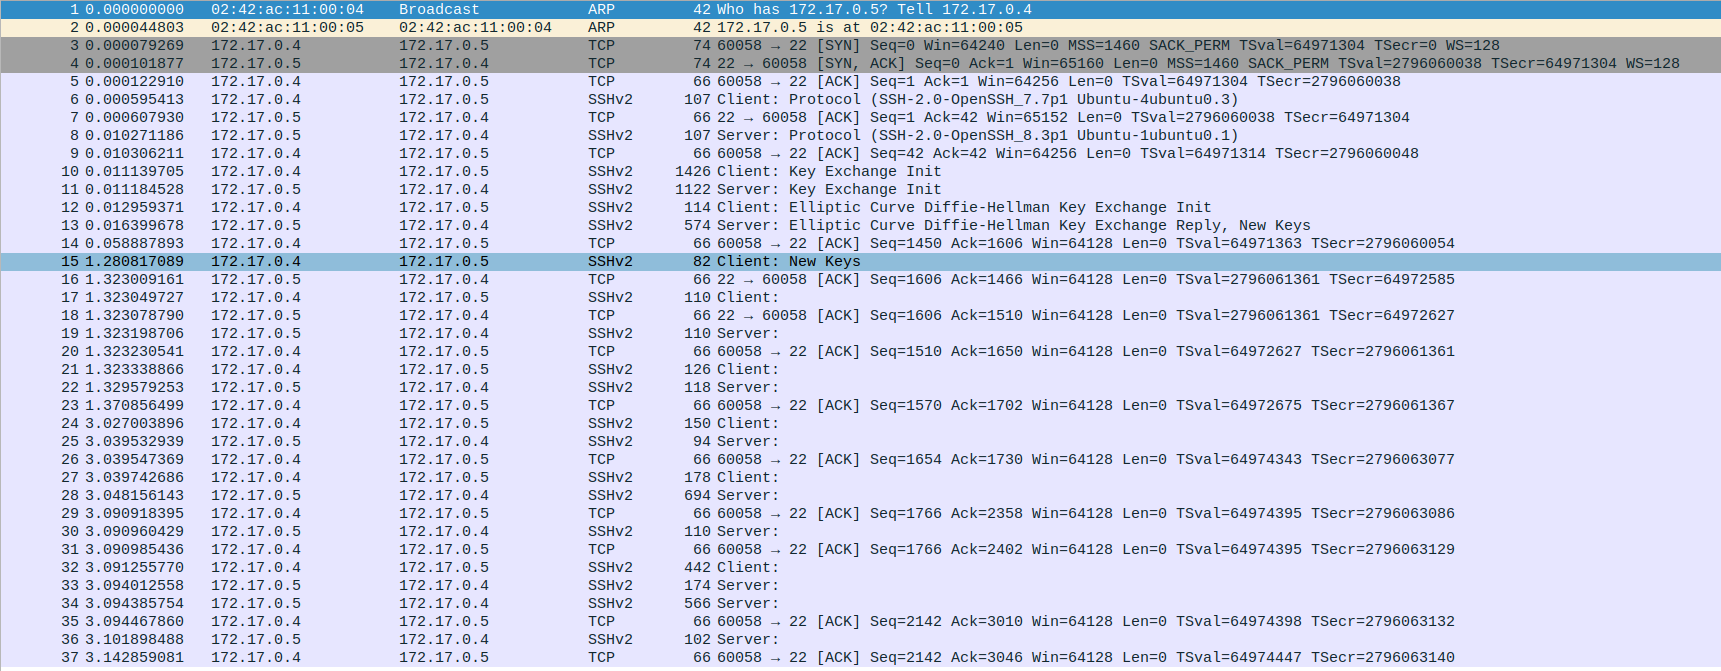 1 0.000000000 02:42:ac:11:00:04 Broadcast ARP 42 Who has 172.17.0.5? Tell 172.17.0.4
2 0.000044803 02:42:ac:11:00:05 02:42:ac:11:00:04 ARP 42 172.17.0.5 is at 02:42:ac:11:00:05
3 0.000079269 172.17.0.4 172.17.0.5 TCP 74 60058 → 22 [SYN] Seq=0 Win=64240 Len=0 MSS=1460 SACK_PERM TSval=64971304 TSecr=0 WS=128
4 0.000101877 172.17.0.5 172.17.0.4 TCP 74 22 → 60058 [SYN, ACK] Seq=0 Ack=1 Win=65160 Len=0 MSS=1460 SACK_PERM TSval=2796060038 TSecr=64971304 WS=128
5 0.000122910 172.17.0.4 172.17.0.5 TCP 66 60058 → 22 [ACK] Seq=1 Ack=1 Win=64256 Len=0 TSval=64971304 TSecr=2796060038
6 0.000595413 172.17.0.4 172.17.0.5 SSHv2 107 Client: Protocol (SSH-2.0-OpenSSH_7.7p1 Ubuntu-4ubuntu0.3)
7 0.000607930 172.17.0.5 172.17.0.4 TCP 66 22 → 60058 [ACK] Seq=1 Ack=42 Win=65152 Len=0 TSval=2796060038 TSecr=64971304
8 0.010271186 172.17.0.5 172.17.0.4 SSHv2 107 Server: Protocol (SSH-2.0-OpenSSH_8.3p1 Ubuntu-1ubuntu0.1)
9 0.010306211 172.17.0.4 172.17.0.5 TCP 66 60058 → 22 [ACK] Seq=42 Ack=42 Win=64256 Len=0 TSval=64971314 TSecr=2796060048
10 0.011139705 172.17.0.4 172.17.0.5 SSHv2 1426 Client: Key Exchange Init
11 0.011184528 172.17.0.5 172.17.0.4 SSHv2 1122 Server: Key Exchange Init
12 0.012959371 172.17.0.4 172.17.0.5 SSHv2 114 Client: Elliptic Curve Diffie-Hellman Key Exchange Init
13 0.016399678 172.17.0.5 172.17.0.4 SSHv2 574 Server: Elliptic Curve Diffie-Hellman Key Exchange Reply, New Keys
14 0.058887893 172.17.0.4 172.17.0.5 TCP 66 60058 → 22 [ACK] Seq=1450 Ack=1606 Win=64128 Len=0 TSval=64971363 TSecr=2796060054
15 1.280817089 172.17.0.4 172.17.0.5 SSHv2 82 Client: New Keys
16 1.323009161 172.17.0.5 172.17.0.4 TCP 66 22 → 60058 [ACK] Seq=1606 Ack=1466 Win=64128 Len=0 TSval=2796061361 TSecr=64972585
17 1.323049727 172.17.0.4 172.17.0.5 SSHv2 110 Client:
18 1.323078790 172.17.0.5 172.17.0.4 TCP 66 22 → 60058 [ACK] Seq=1606 Ack=1510 Win=64128 Len=0 TSval=2796061361 TSecr=64972627
19 1.323198706 172.17.0.5 172.17.0.4 SSHv2 110 Server:
20 1.323230541 172.17.0.4 172.17.0.5 TCP 66 60058 → 22 [ACK] Seq=1510 Ack=1650 Win=64128 Len=0 TSval=64972627 TSecr=2796061361
21 1.323338866 172.17.0.4 172.17.0.5 SSHv2 126 Client:
22 1.329579253 172.17.0.5 172.17.0.4 SSHv2 118 Server:
23 1.370856499 172.17.0.4 172.17.0.5 TCP 66 60058 → 22 [ACK] Seq=1570 Ack=1702 Win=64128 Len=0 TSval=64972675 TSecr=2796061367
24 3.027003896 172.17.0.4 172.17.0.5 SSHv2 150 Client:
25 3.039532939 172.17.0.5 172.17.0.4 SSHv2 94 Server:
26 3.039547369 172.17.0.4 172.17.0.5 TCP 66 60058 → 22 [ACK] Seq=1654 Ack=1730 Win=64128 Len=0 TSval=64974343 TSecr=2796063077
27 3.039742686 172.17.0.4 172.17.0.5 SSHv2 178 Client:
28 3.048156143 172.17.0.5 172.17.0.4 SSHv2 694 Server:
29 3.090918395 172.17.0.4 172.17.0.5 TCP 66 60058 → 22 [ACK] Seq=1766 Ack=2358 Win=64128 Len=0 TSval=64974395 TSecr=2796063086
30 3.090960429 172.17.0.5 172.17.0.4 SSHv2 110 Server:
31 3.090985436 172.17.0.4 172.17.0.5 TCP 66 60058 → 22 [ACK] Seq=1766 Ack=2402 Win=64128 Len=0 TSval=64974395 TSecr=2796063129
32 3.091255770 172.17.0.4 172.17.0.5 SSHv2 442 Client:
33 3.094012558 172.17.0.5 172.17.0.4 SSHv2 174 Server:
34 3.094385754 172.17.0.5 172.17.0.4 SSHv2 566 Server:
35 3.094467860 172.17.0.4 172.17.0.5 TCP 66 60058 → 22 [ACK] Seq=2142 Ack=3010 Win=64128 Len=0 TSval=64974398 TSecr=2796063132
36 3.101898488 172.17.0.5 172.17.0.4 SSHv2 102 Server:
37 3.142859081 172.17.0.4 172.17.0.5 TCP 66 60058 → 22 [ACK] Seq=2142 Ack=3046 Win=64128 Len=0 TSval=64974447 TSecr=2796063140